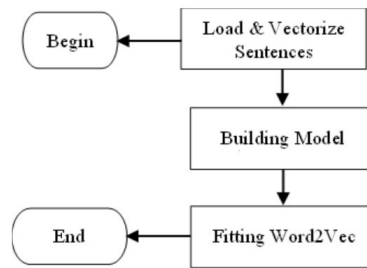 Begin
Load & Vectorize
Sentences
Building Model
End
Fitting Word2Vec